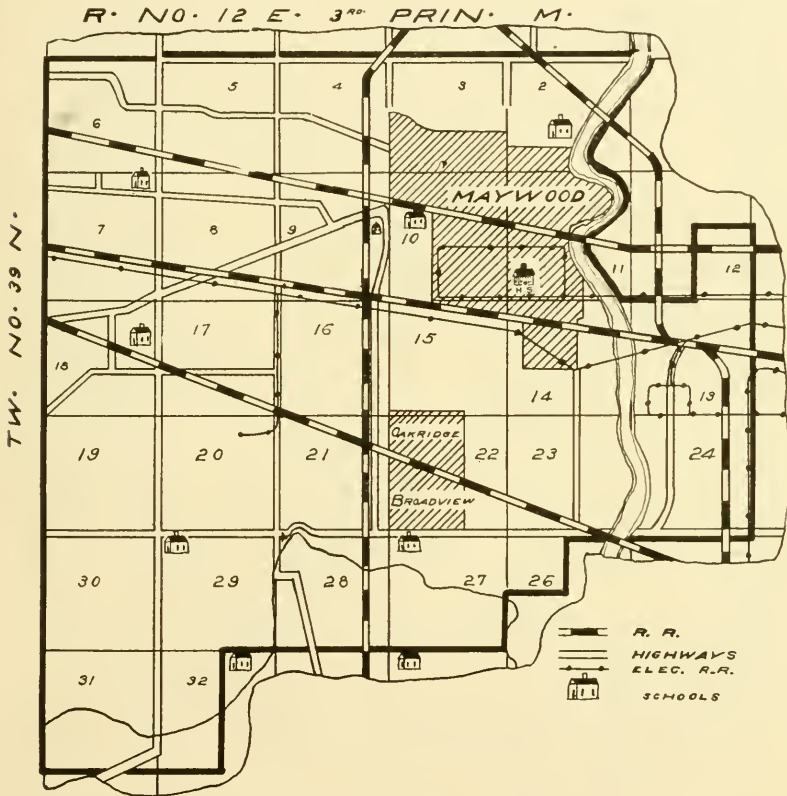 R. NO. 12 E. 3RD. PRIN. M.
TW. NO. 39 N.
5 4 3 2
6
MAYWOOD
7 8 9 10 11 12
H S
18 17 16 15
14 13
19 20 21 OAKRIDGE 22 23 24
BROADVIEW
30 29 28 27 26
31 32
R. R.
HIGHWAYS
ELEC. R.R.
SCHOOLS